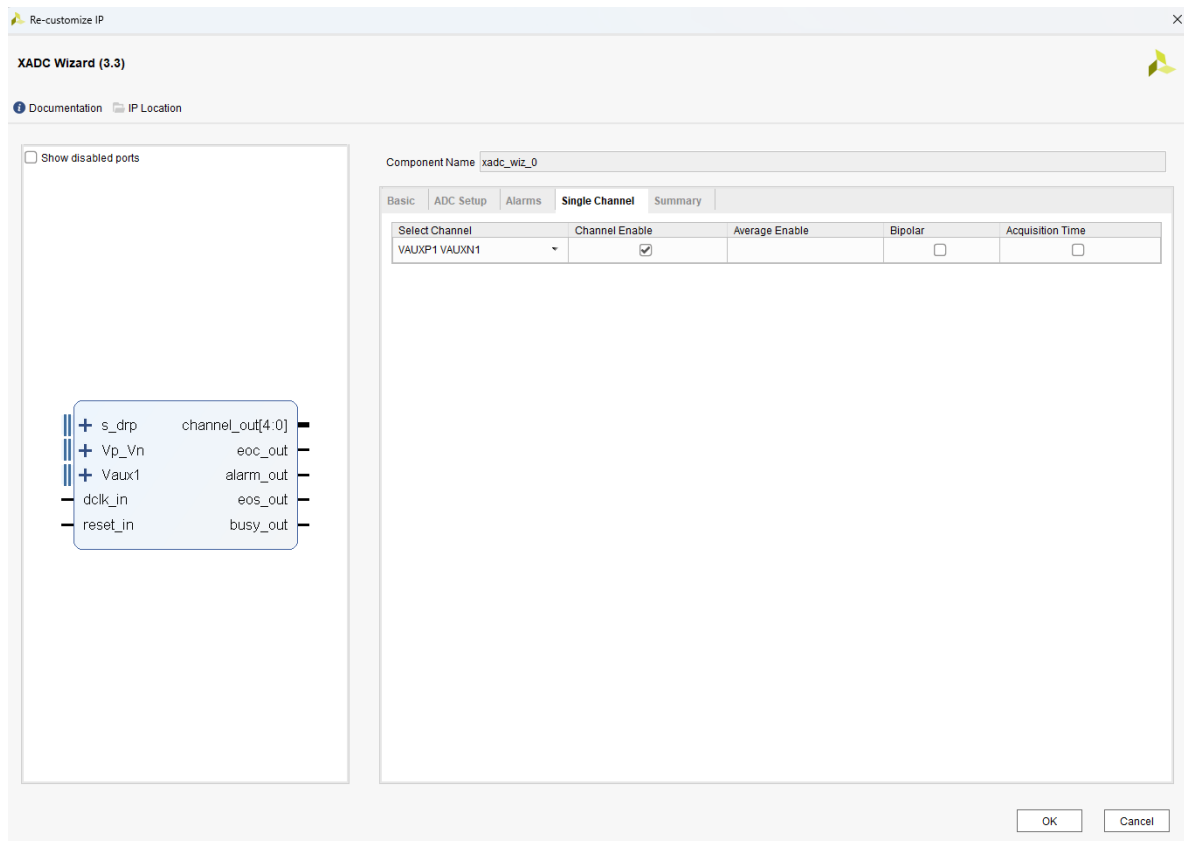 Re-customize IP
XADC Wizard (3.3)
Documentation IP Location
Show disabled ports
s_drp channel_out[4:0]
Vp_Vn eoc_out
Vaux1 alarm_out
dclk_in eos_out
reset_in busy_out
Component Name xadc_wiz_0
Basic ADC Setup Alarms Single Channel Summary
Select Channel Channel Enable Average Enable Bipolar Acquisition Time
VAUXP1 VAUXN1
OK Cancel